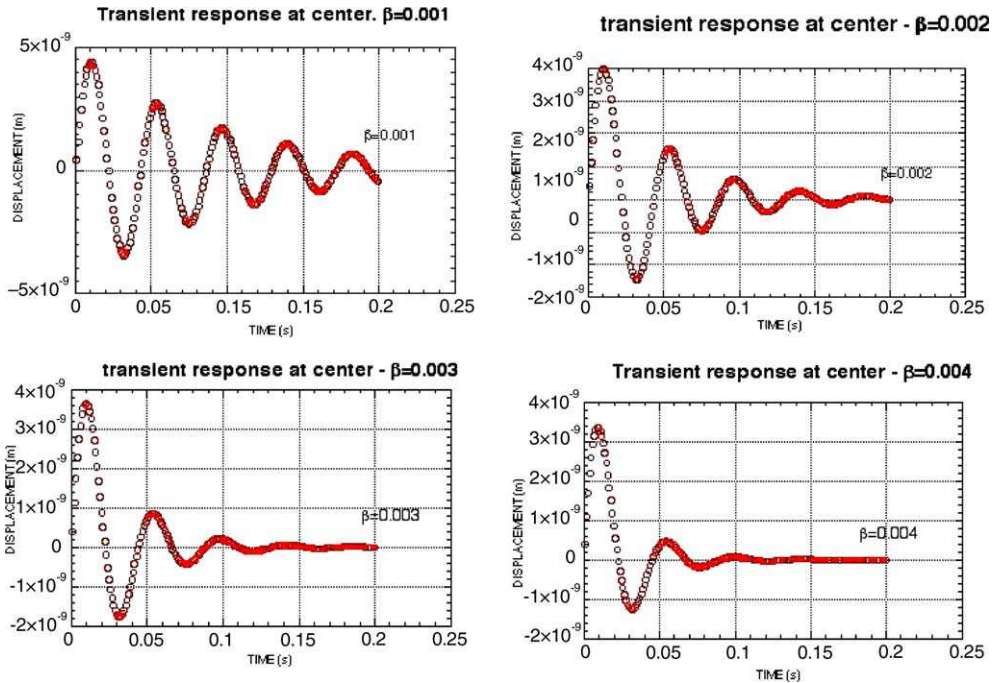 Transient response at center. β=0.001
5×10⁻⁹
0
−5×10⁻⁹
DISPLACEMENT(m)
β=0.001
0 0.05 0.1 0.15 0.2 0.25
TIME (s)
transient response at center - β=0.002
4×10⁻⁹
3×10⁻⁹
2×10⁻⁹
1×10⁻⁹
0
-1×10⁻⁹
-2×10⁻⁹
DISPLACEMENT(m)
β=0.002
0 0.05 0.1 0.15 0.2 0.25
TIME (s)
transient response at center - β=0.003
4×10⁻⁹
3×10⁻⁹
2×10⁻⁹
1×10⁻⁹
0
-1×10⁻⁹
-2×10⁻⁹
DISPLACEMENT(m)
β=0.003
0 0.05 0.1 0.15 0.2 0.25
TIME (s)
Transient response at center - β=0.004
4×10⁻⁹
3×10⁻⁹
2×10⁻⁹
1×10⁻⁹
0
-1×10⁻⁹
-2×10⁻⁹
DISPLACEMENT(m)
β=0.004
0 0.05 0.1 0.15 0.2 0.25
TIME (s)